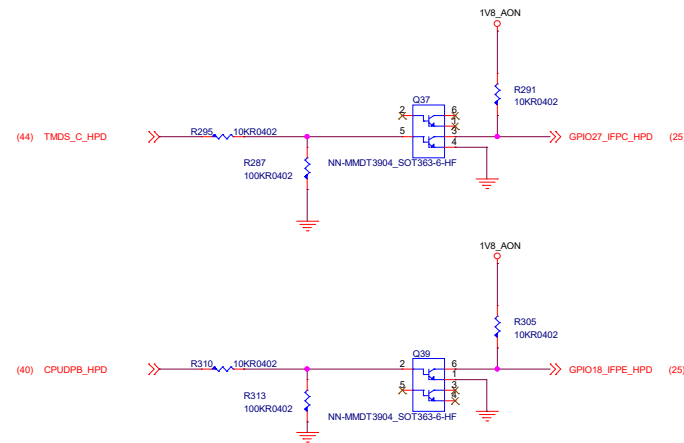 1V8_AON
R291
10KR0402
Q37
2
6
1
(44) TMDS_C_HPD
R295
10KR0402
5
3
4
GPIO27_IFPC_HPD (25
R287
100KR0402
NN-MMDT3904_SOT363-6-HF
1V8_AON
R305
10KR0402
Q39
(40) CPUDPB_HPD
R310
10KR0402
2
6
1
GPIO18_IFPE_HPD (25)
5
3
4
R313
100KR0402
NN-MMDT3904_SOT363-6-HF